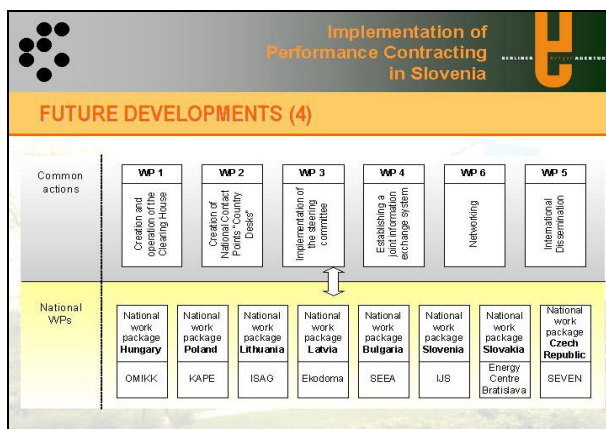 Implementation of
Performance Contracting
in Slovenia
BERLINER energie AGENTUR
FUTURE DEVELOPMENTS (4)
Common
actions
WP 1
Creation and
operation of the
Clearing House
WP 2
Creation of
National Contact
Points "Country
Desks"
WP 3
Implementation of
the steering
committee
WP 4
Establishing a
joint information
exchange system
WP 6
Networking
WP 5
International
Dissemination
National
WPs
National
work
package
Hungary
OMIKK
National
work
package
Poland
KAPE
National
work
package
Lithuania
ISAG
National
work
package
Latvia
Ekodoma
National
work
package
Bulgaria
SEEA
National
work
package
Slovenia
IJS
National
work
package
Slovakia
Energy
Centre
Bratislava
National
work
package
Czech
Republic
SEVEN